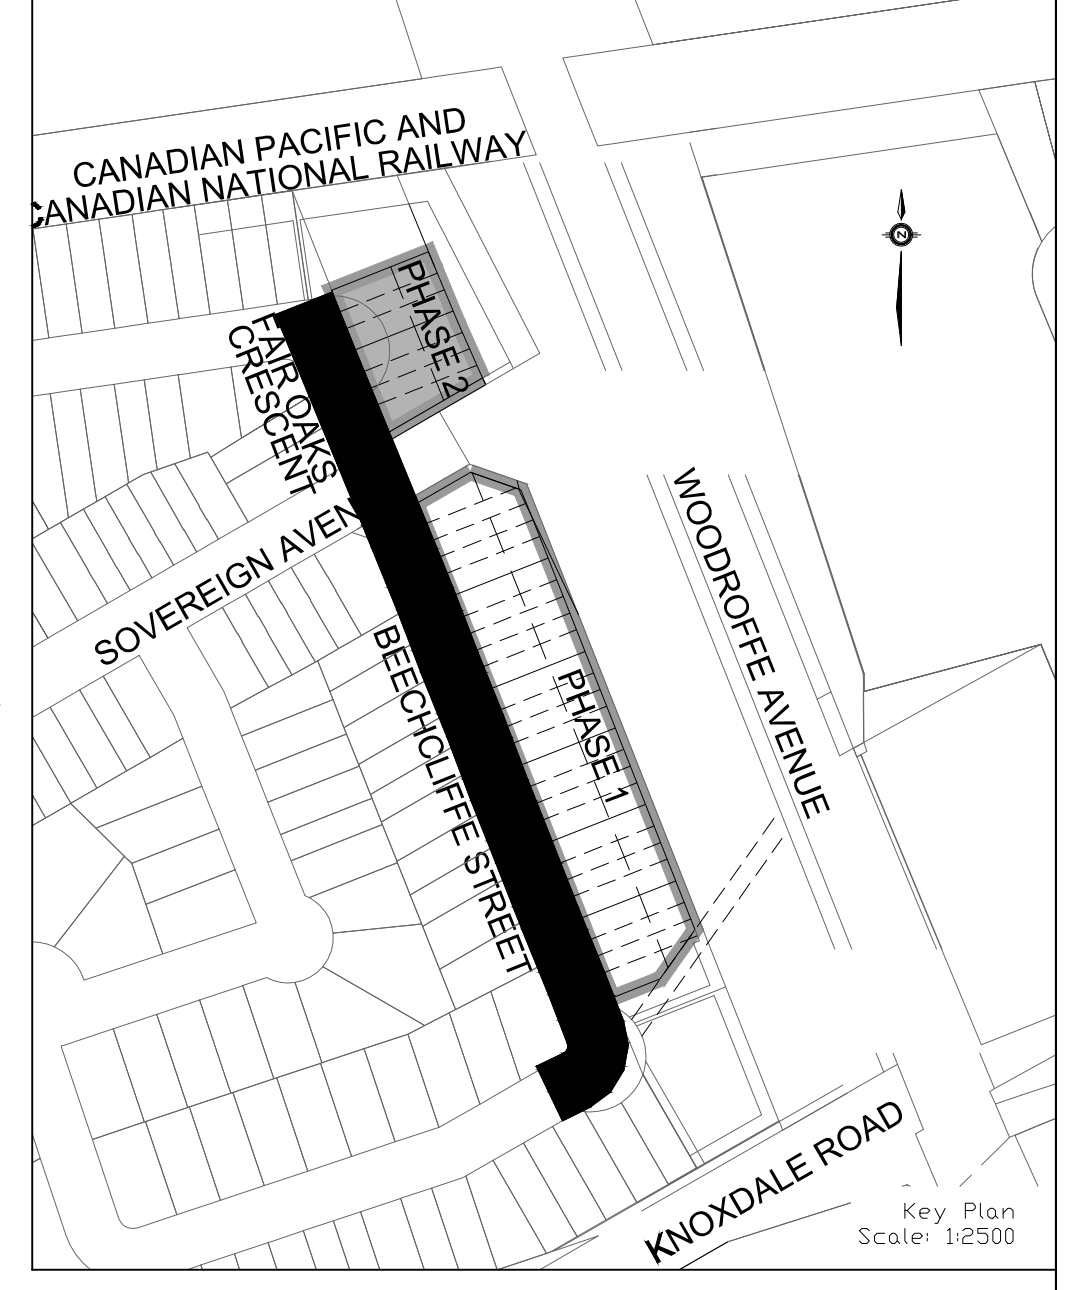 CANADIAN PACIFIC AND
CANADIAN NATIONAL RAILWAY
N
PHASE 2
FAIR OAKS
CRESCENT
SOVEREIGN AVEN
WOODROFFE AVENUE
BEECHCLIFFE STREET
PHASE 1
KNOXDALE ROAD
Key Plan
Scale: 1:2500